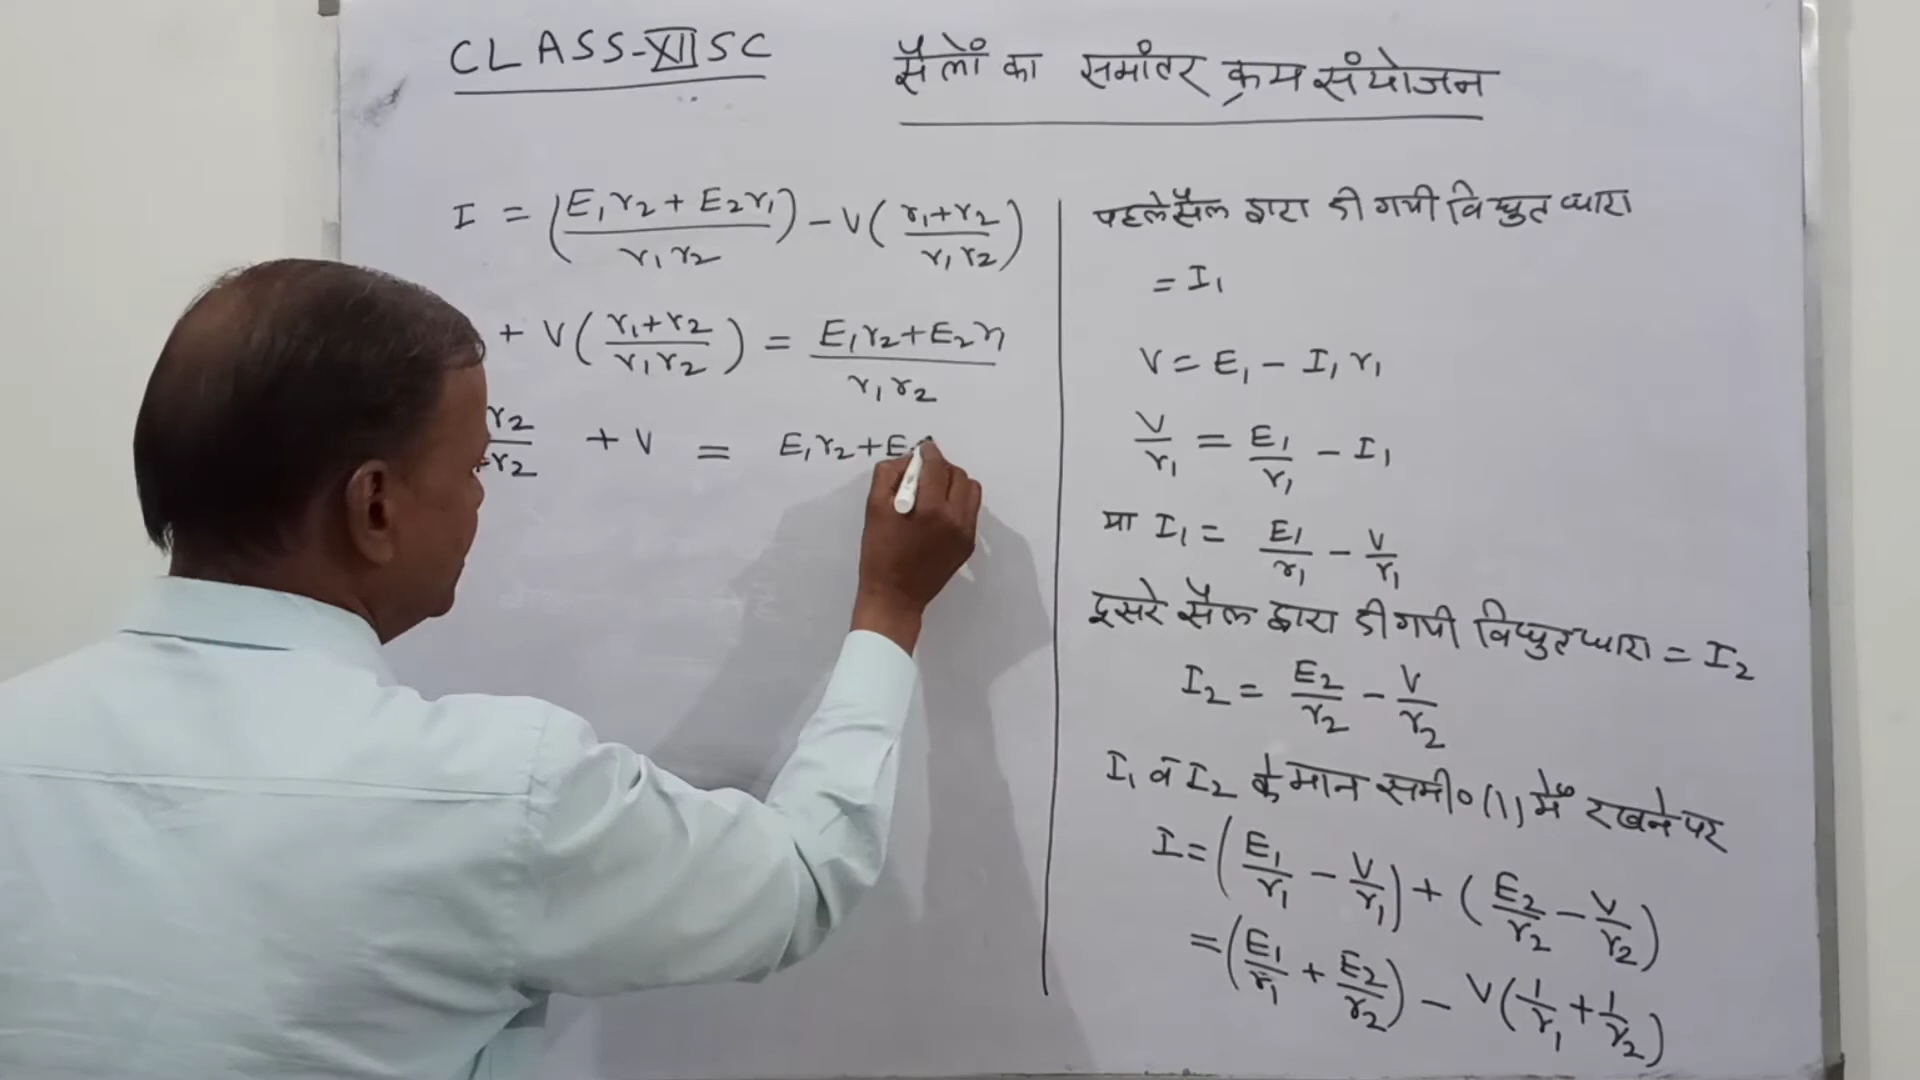 CLASS-XII SC
सैलों का समांतर क्रम संयोजन
I = (E₁r₂ + E₂r₁ / r₁r₂) - V(r₁+r₂ / r₁r₂)
+ V(r₁+r₂ / r₁r₂) = E₁r₂+E₂r₁ / r₁r₂
r₂ / +r₂ + V = E₁r₂+E
पहले सैल द्वारा दी गयी विद्युत धारा
= I₁
V = E₁ - I₁r₁
V/r₁ = E₁/r₁ - I₁
या I₁ = E₁/r₁ - V/r₁
दूसरे सैल द्वारा दी गयी विद्युत धारा = I₂
I₂ = E₂/r₂ - V/r₂
I₁ व I₂ के मान समी० (1) में रखने पर
I = (E₁/r₁ - V/r₁) + (E₂/r₂ - V/r₂)
= (E₁/r₁ + E₂/r₂) - V(1/r₁ + 1/r₂)